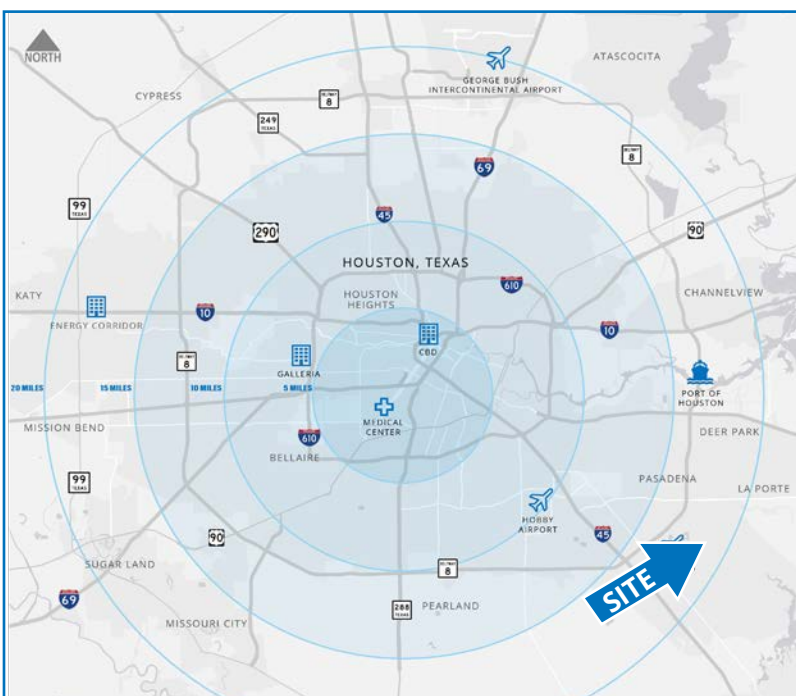 NORTH
GEORGE BUSH
INTERCONTINENTAL AIRPORT
ATASCOCITA
CYPRESS
8
249
TEXAS
8
69
99
TEXAS
45
290
90
HOUSTON, TEXAS
610
KATY
HOUSTON
HEIGHTS
CHANNELVIEW
ENERGY CORRIDOR
10
10
CBD
8
GALLERIA
20 MILES
15 MILES
10 MILES
5 MILES
PORT OF
HOUSTON
MISSION BEND
MEDICAL
CENTER
DEER PARK
610
BELLAIRE
99
TEXAS
PASADENA
LA PORTE
HOBBY
AIRPORT
90
45
SUGAR LAND
8
SITE
69
288
TEXAS
PEARLAND
MISSOURI CITY